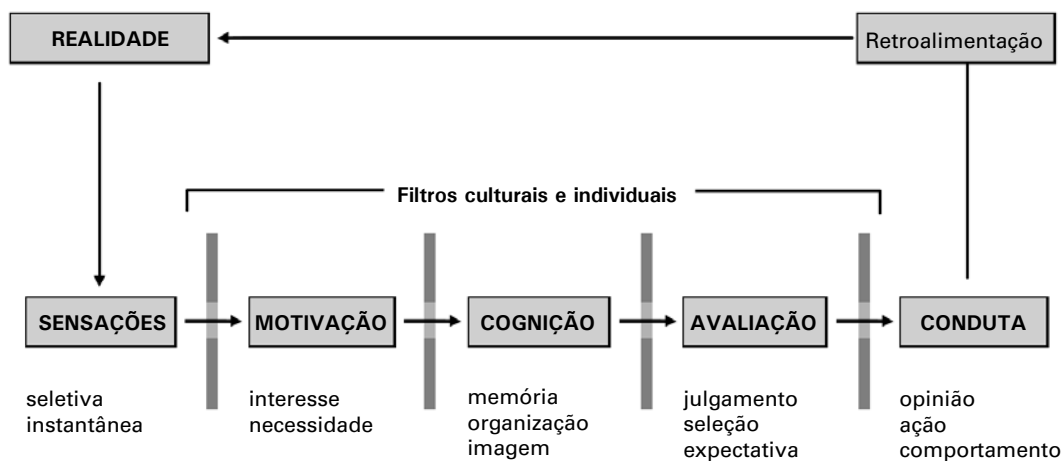 REALIDADE
Retroalimentação
Filtros culturais e individuais
SENSAÇÕES
MOTIVAÇÃO
COGNIÇÃO
AVALIAÇÃO
CONDUTA
seletiva
instantânea
interesse
necessidade
memória
organização
imagem
julgamento
seleção
expectativa
opinião
ação
comportamento